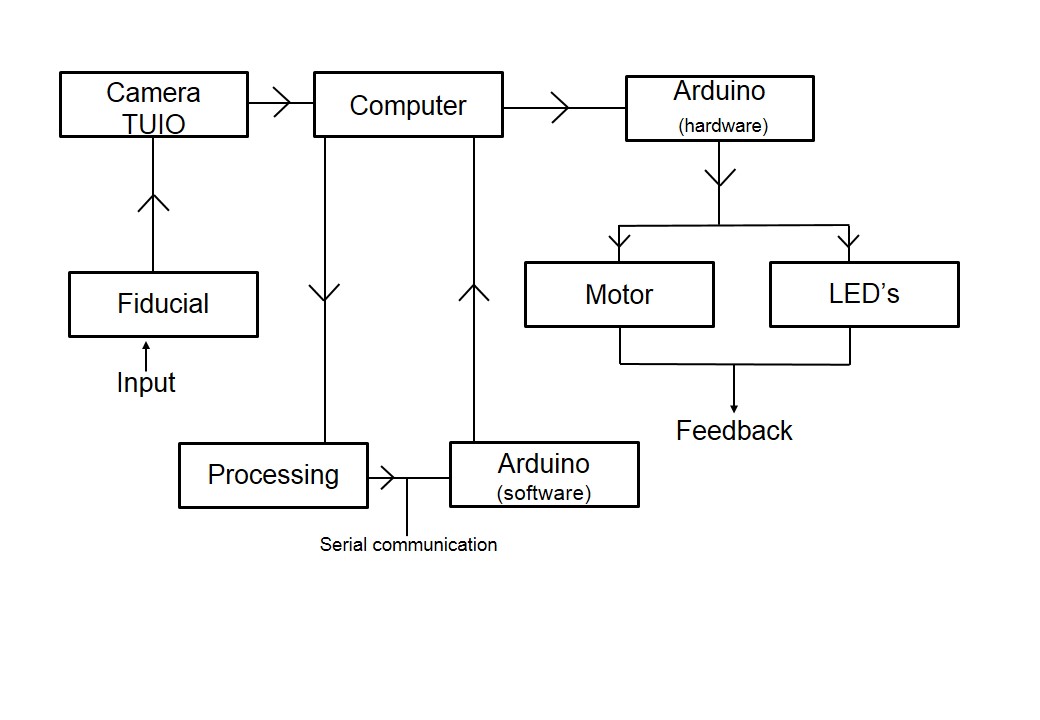 Camera
TUIO
Computer
Arduino
(hardware)
Fiducial
Input
Motor
LED’s
Feedback
Processing
Arduino
(software)
Serial communication